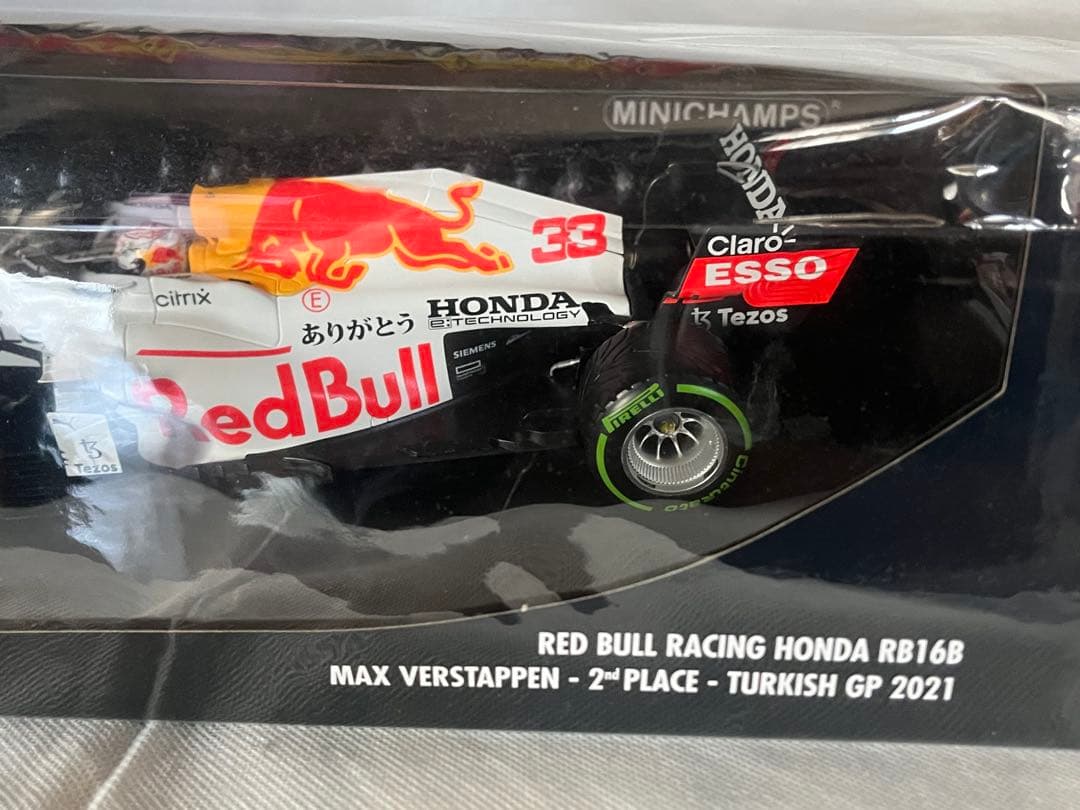 MINICHAMPS®
HONDA
33
Claro
ESSO
Tezos
citrix
Ⓔ
ありがとう
HONDA
e:TECHNOLOGY
SIEMENS
Red Bull
PIRELLI
Cinturato
Tezos
RED BULL RACING HONDA RB16B
MAX VERSTAPPEN - 2nd PLACE - TURKISH GP 2021